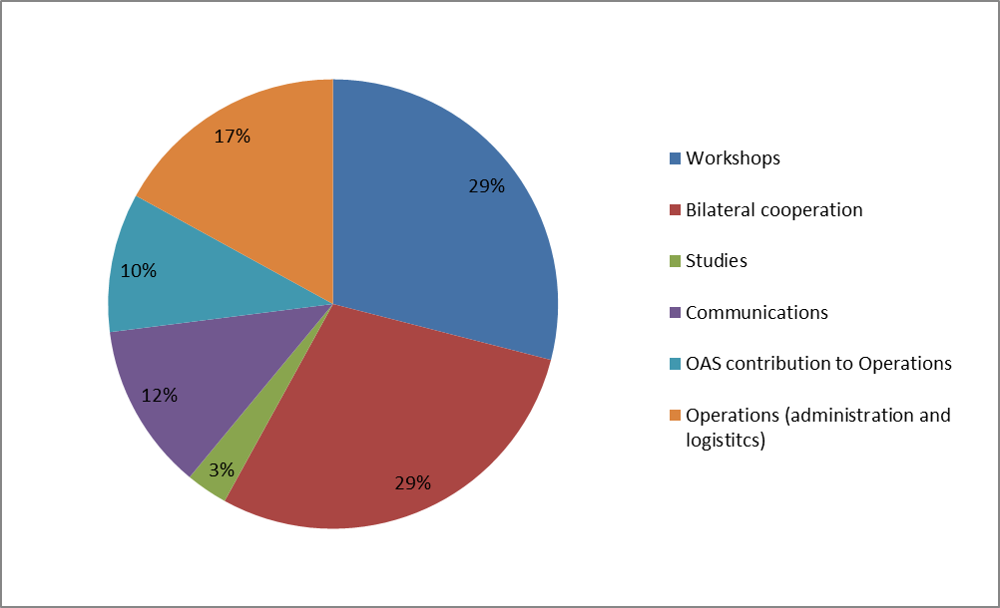 17%
29%
10%
12%
3%
29%
Workshops
Bilateral cooperation
Studies
Communications
OAS contribution to Operations
Operations (administration and
logistitcs)